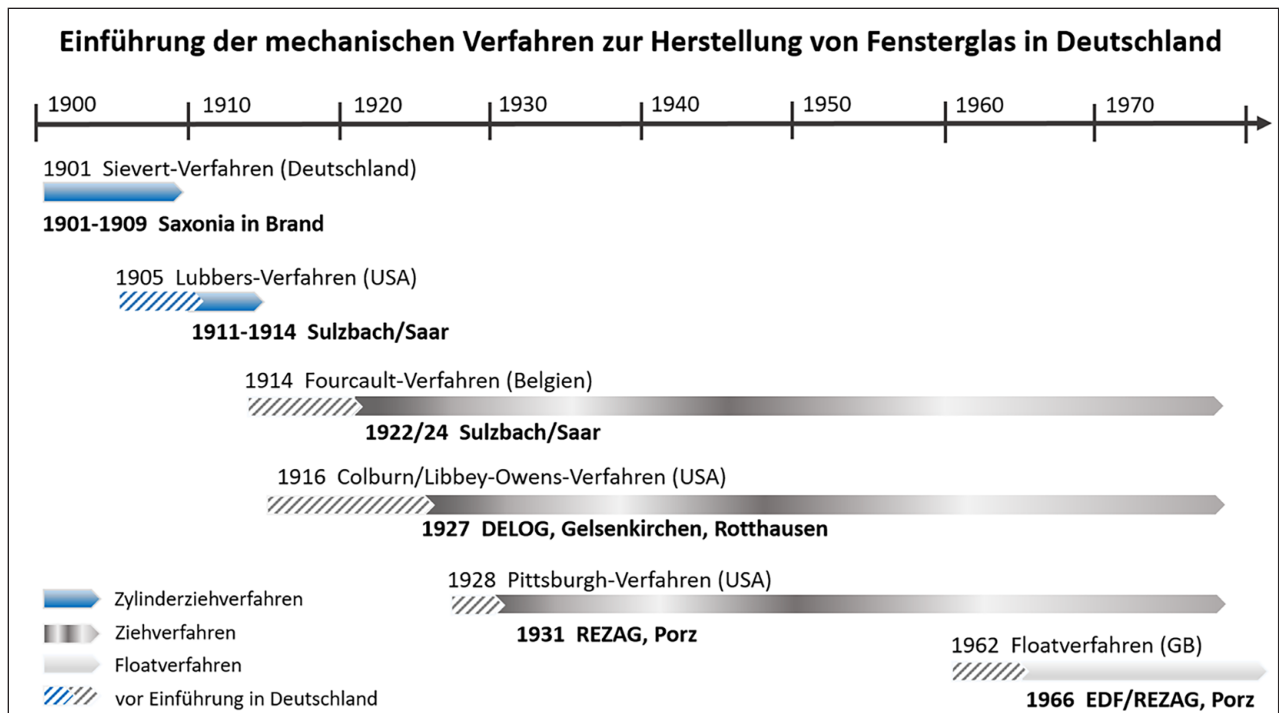 Einführung der mechanischen Verfahren zur Herstellung von Fensterglas in Deutschland
1900 1910 1920 1930 1940 1950 1960 1970
1901 Sievert-Verfahren (Deutschland)
1901-1909 Saxonia in Brand
1905 Lubbers-Verfahren (USA)
1911-1914 Sulzbach/Saar
1914 Fourcault-Verfahren (Belgien)
1922/24 Sulzbach/Saar
1916 Colburn/Libbey-Owens-Verfahren (USA)
1927 DELOG, Gelsenkirchen, Rotthausen
1928 Pittsburgh-Verfahren (USA)
1931 REZAG, Porz
1962 Floatverfahren (GB)
1966 EDF/REZAG, Porz
Zylinderziehverfahren
Ziehverfahren
Floatverfahren
vor Einführung in Deutschland